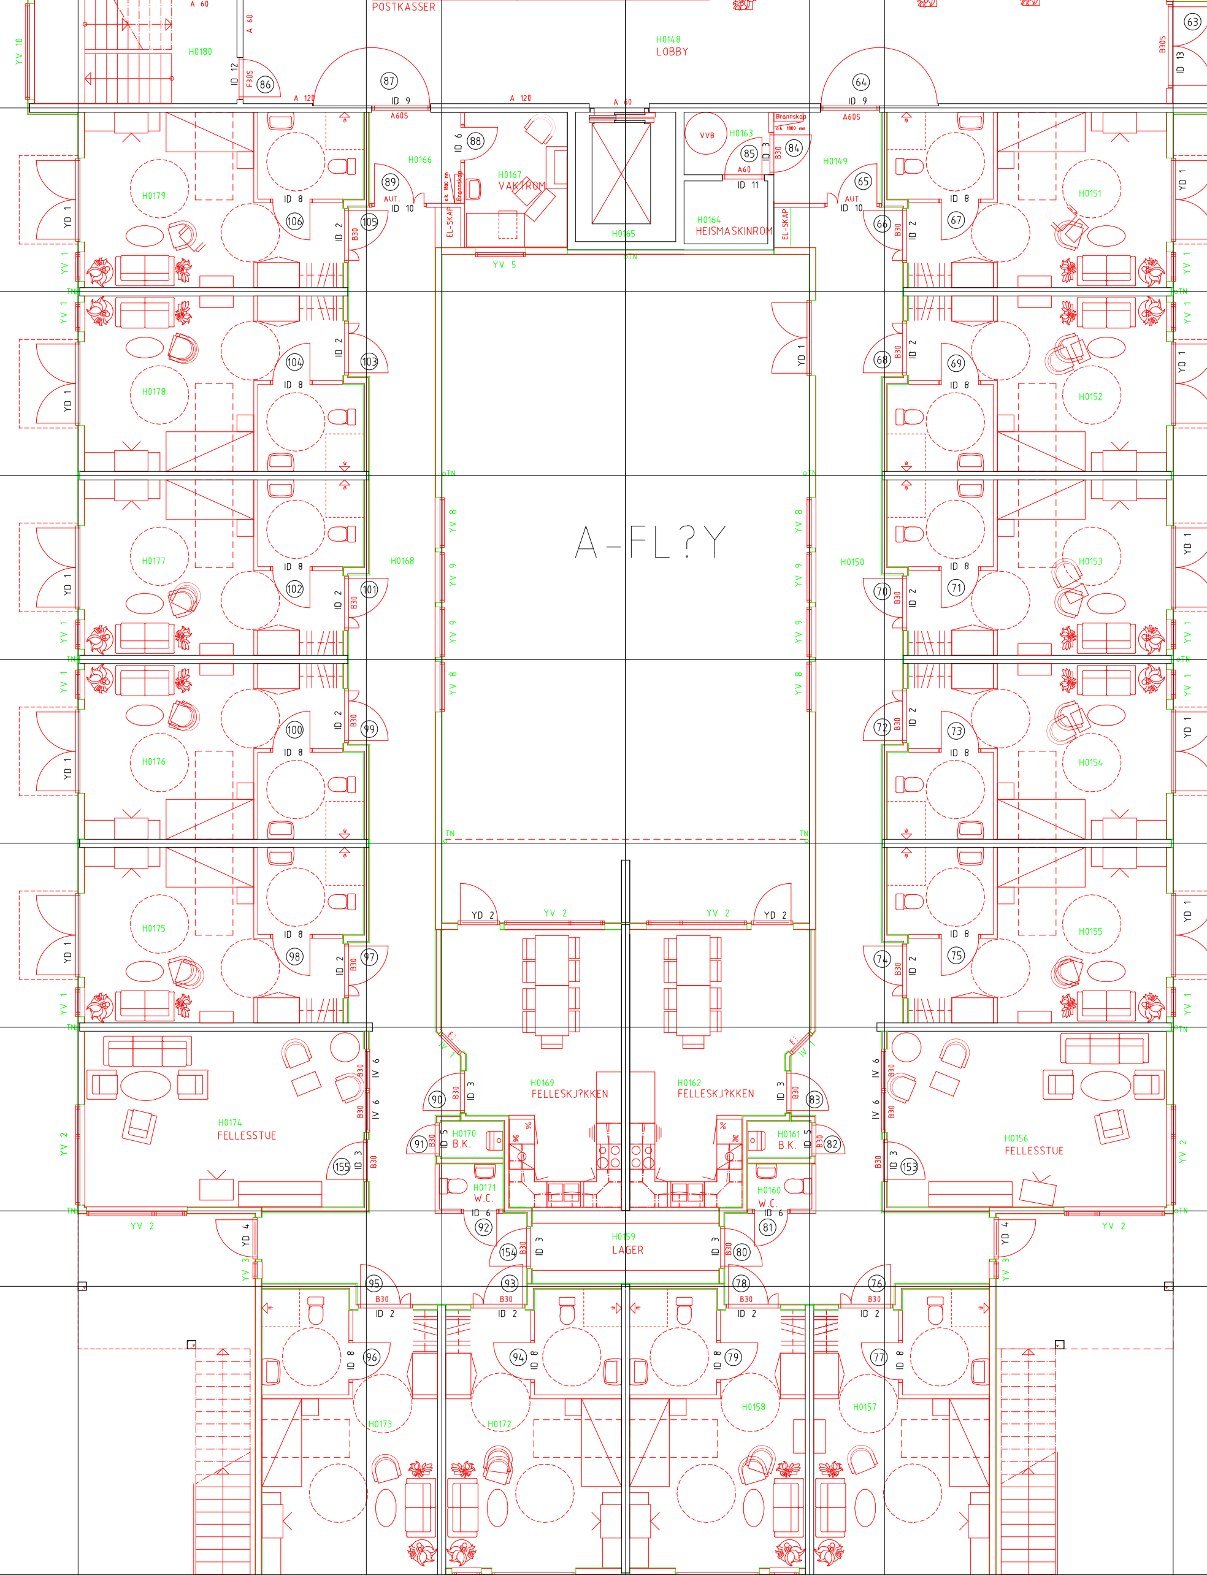 POSTKASSER
A 60
A 60
YV 10
H0180
ID 12
F30S
86
A 120
87
ID 9
A60S
A 120
A 60
H0148
LOBBY
64
ID 9
A60S
63
B30S
ID 13
H0179
YD 1
YV 1
106
ID 8
105
ID 2
B30
H0166
89
AUT.
ID 10
EL-SKAP
88
ID 6
Brannskap
H0167
VAKTROM
YV 5
H0165
TN
VVB
H0163
85
ID 3
A60
ID 11
84
B30
Brannskap
H0164
HEISMASKINROM
EL-SKAP
H0149
65
AUT.
ID 10
66
B30
ID 2
67
ID 8
H0151
YD 1
YV 1
TN
TN
YV 1
YD 1
H0178
104
ID 8
103
ID 2
YD 1
68
B30
ID 2
69
ID 8
H0152
YD 1
YV 1
TN
TN
A-FL?Y
H0177
YD 1
YV 1
102
ID 8
101
ID 2
B30
H0168
YV 8
YV 9
YV 9
YV 8
YV 8
YV 9
YV 9
YV 8
H0150
70
B30
ID 2
71
ID 8
H0153
YD 1
YV 1
TN
TN
YV 1
YD 1
H0176
100
ID 8
99
ID 2
B30
72
B30
ID 2
73
ID 8
H0154
YD 1
YV 1
TN
TN
H0175
YD 1
YV 1
98
ID 8
97
ID 2
B30
YD 2
YV 2
YV 2
YD 2
74
B30
ID 2
75
ID 8
H0155
YD 1
YV 1
TN
TN
H0174
FELLESSTUE
YV 2
YV 2
IV 6
IV 6
B30
B30
155
ID 3
B30
90
B30
ID 3
H0169
FELLESKJ?KKEN
H0162
FELLESKJ?KKEN
83
B30
ID 3
IV 6
IV 6
153
ID 3
B30
H0156
FELLESSTUE
YV 2
YV 2
91
B30
ID 5
H0170
B.K.
H0171
W.C.
ID 6
92
H0161
B.K.
ID 5
B30
82
H0160
W.C.
ID 6
81
154
B30
ID 3
H0159
LAGER
ID 3
B30
80
TN
TN
YD 4
YV 3
YD 4
YV 3
95
B30
ID 2
93
B30
ID 2
78
B30
ID 2
76
B30
ID 2
96
ID 8
94
ID 8
79
ID 8
77
ID 8
H0173
H0172
H0158
H0157